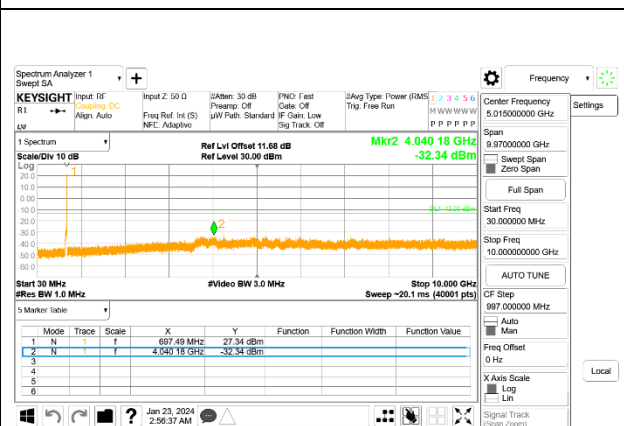 Spectrum Analyzer 1
Swept SA
Frequency
Settings
KEYSIGHT Input: RF Input Z: 50 Ω #Atten: 30 dB PNO: Fast #Avg Type: Power (RMS 1 2 3 4 5 6
Coupling: DC Preamp: Off Gate: Off Trig: Free Run M W W W W W
Align: Auto Freq Ref: Int (S) µW Path: Standard IF Gain: Low
NFE: Adaptive Sig Track: Off P P P P P P
1 Spectrum
Scale/Div 10 dB
Log
Ref Lvl Offset 11.68 dB
Ref Level 30.00 dBm
Mkr2 4.040 18 GHz
-32.34 dBm
20.0
10.0
0.00
-10.0
-20.0
-30.0
-40.0
-50.0
-60.0
1
2
Start 30 MHz #Video BW 3.0 MHz Stop 10.000 GHz
#Res BW 1.0 MHz Sweep ~20.1 ms (40001 pts)
5 Marker Table
Mode Trace Scale X Y Function Function Width Function Value
1 N 1 f 697.49 MHz 27.34 dBm
2 N 1 f 4.040 18 GHz -32.34 dBm
3
4
5
6
Jan 23, 2024
2:56:37 AM
Center Frequency
5.015000000 GHz
Span
9.97000000 GHz
Swept Span
Zero Span
Full Span
Start Freq
30.000000 MHz
Stop Freq
10.000000000 GHz
AUTO TUNE
CF Step
997.000000 MHz
Auto
Man
Freq Offset
0 Hz
X Axis Scale
Log
Lin
Signal Track
(Span Zoom)
Local